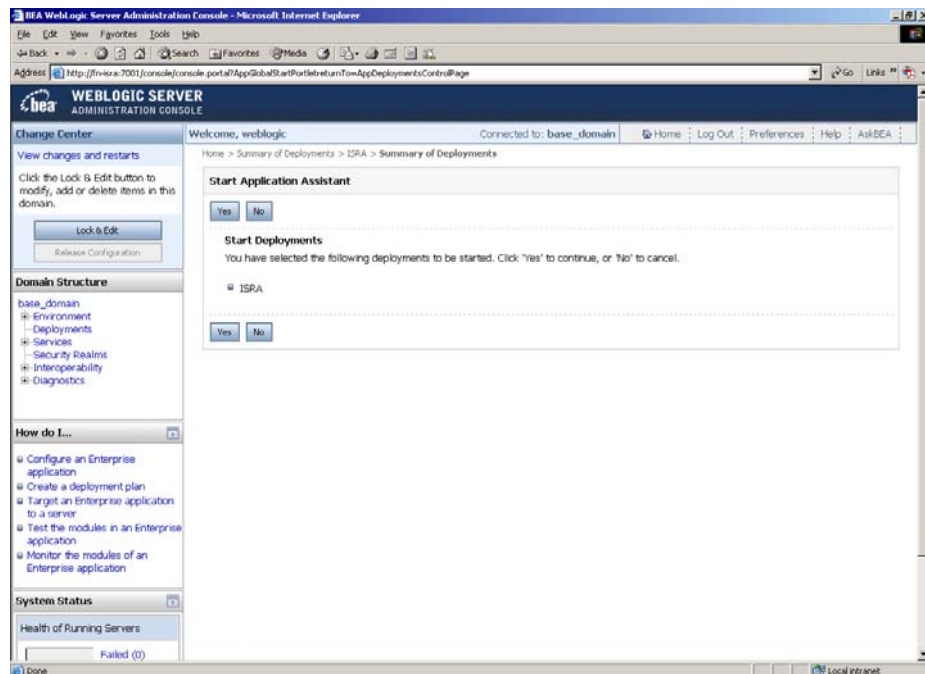 BEA WebLogic Server Administration Console - Microsoft Internet Explorer
File Edit View Favorites Tools Help
Back Search Favorites Media
Address http://fn-isra:7001/console/console.portal?AppGlobalStartPortletreturnTo=AppDeploymentsControlPage Go Links
bea WEBLOGIC SERVER
ADMINISTRATION CONSOLE
Change Center
View changes and restarts
Click the Lock & Edit button to
modify, add or delete items in this
domain.
Lock & Edit
Release Configuration
Domain Structure
base_domain
Environment
Deployments
Services
Security Realms
Interoperability
Diagnostics
How do I...
Configure an Enterprise
application
Create a deployment plan
Target an Enterprise application
to a server
Test the modules in an Enterprise
application
Monitor the modules of an
Enterprise application
System Status
Health of Running Servers
Failed (0)
Welcome, weblogic Connected to: base_domain Home Log Out Preferences Help AskBEA
Home > Summary of Deployments > ISRA > Summary of Deployments
Start Application Assistant
Yes No
Start Deployments
You have selected the following deployments to be started. Click 'Yes' to continue, or 'No' to cancel.
ISRA
Yes No
Done Local intranet